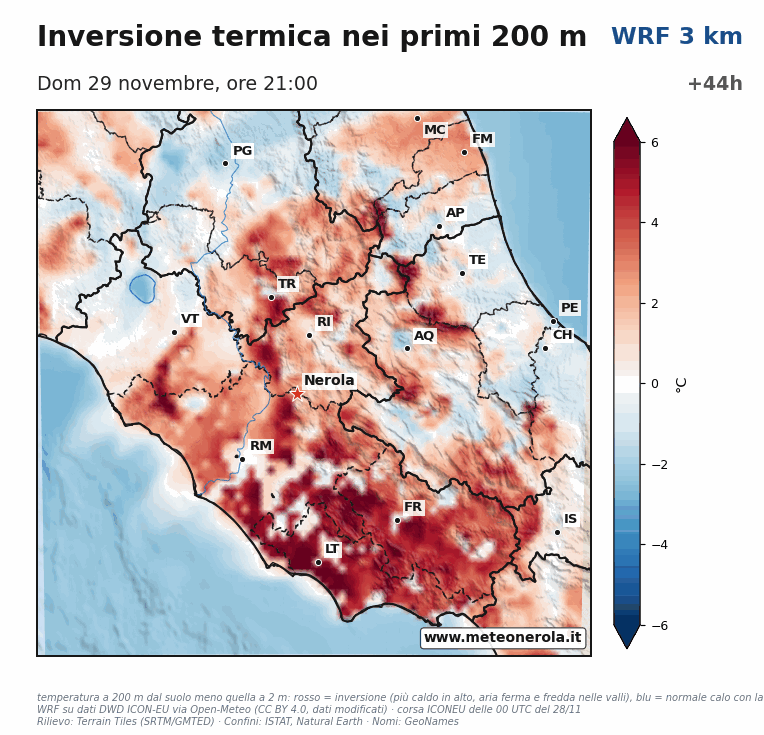 Inversione termica nei primi 200 m WRF 3 km
Dom 29 novembre, ore 21:00 +44h
MC
FM
PG
AP
TE
TR
PE
VT
RI
AQ
CH
Nerola
RM
FR
IS
LT
www.meteonerola.it
6
4
2
0
−2
−4
−6
°C
temperatura a 200 m dal suolo meno quella a 2 m: rosso = inversione (più caldo in alto, aria ferma e fredda nelle valli), blu = normale calo con la
WRF su dati DWD ICON-EU via Open-Meteo (CC BY 4.0, dati modificati) · corsa ICONEU delle 00 UTC del 28/11
Rilievo: Terrain Tiles (SRTM/GMTED) · Confini: ISTAT, Natural Earth · Nomi: GeoNames